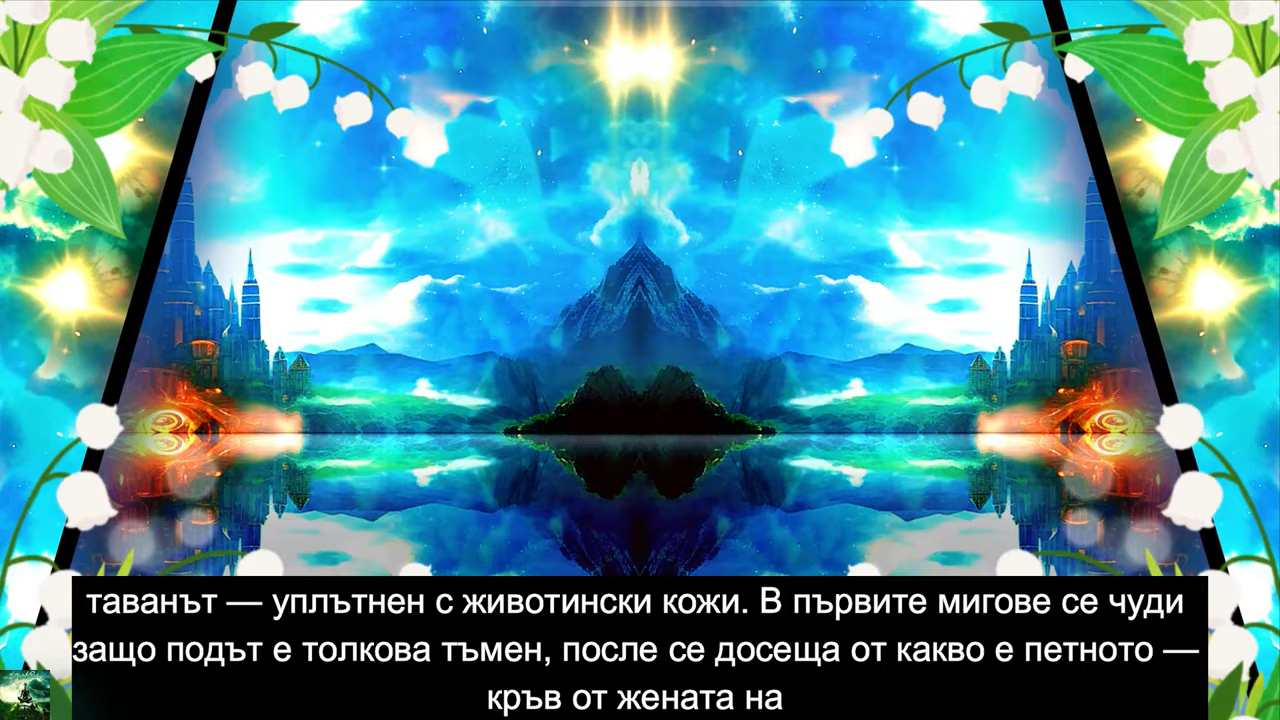 таванът — уплътнен с животински кожи. В първите мигове се чуди
защо подът е толкова тъмен, после се досеща от какво е петното —
кръв от жената на